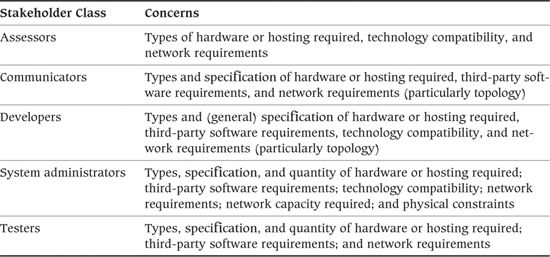 Stakeholder Class Concerns
Assessors Types of hardware or hosting required, technology compatibility, and
network requirements
Communicators Types and specification of hardware or hosting required, third-party soft-
ware requirements, and network requirements (particularly topology)
Developers Types and (general) specification of hardware or hosting required,
third-party software requirements, technology compatibility, and net-
work requirements (particularly topology)
System administrators Types, specification, and quantity of hardware or hosting required;
third-party software requirements; technology compatibility; network
requirements; network capacity required; and physical constraints
Testers Types, specification, and quantity of hardware or hosting required;
third-party software requirements; and network requirements